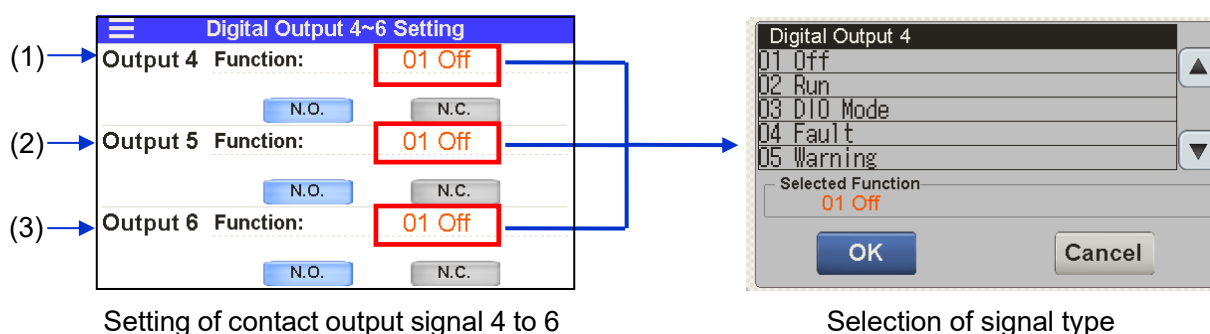 Digital Output 4~6 Setting
(1) Output 4 Function: 01 Off
N.O. N.C.
(2) Output 5 Function: 01 Off
N.O. N.C.
(3) Output 6 Function: 01 Off
N.O. N.C.
Setting of contact output signal 4 to 6
Digital Output 4
01 Off
02 Run
03 DIO Mode
04 Fault
05 Warning
Selected Function
01 Off
OK Cancel
Selection of signal type